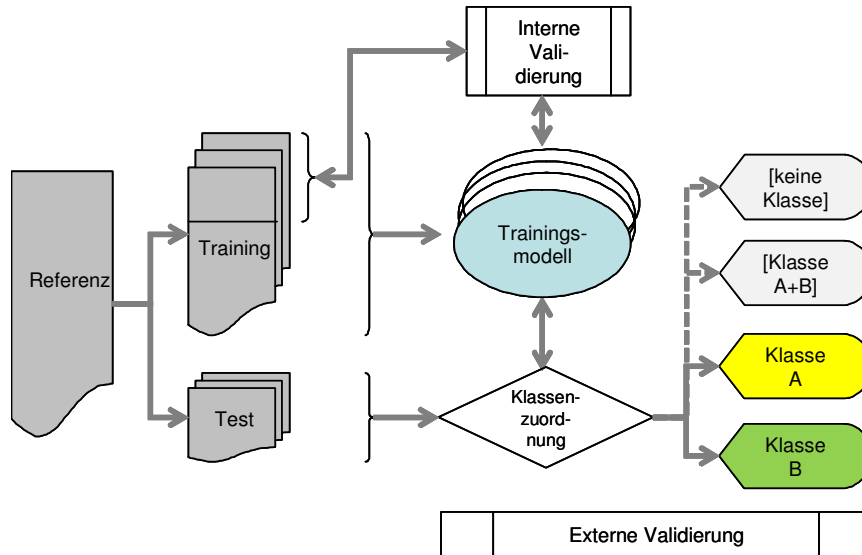 Interne
Vali-
dierung
[keine
Klasse]
Trainings-
modell
Training
[Klasse
A+B]
Referenz
Klasse
A
Klassen-
zuord-
nung
Test
Klasse
B
Externe Validierung